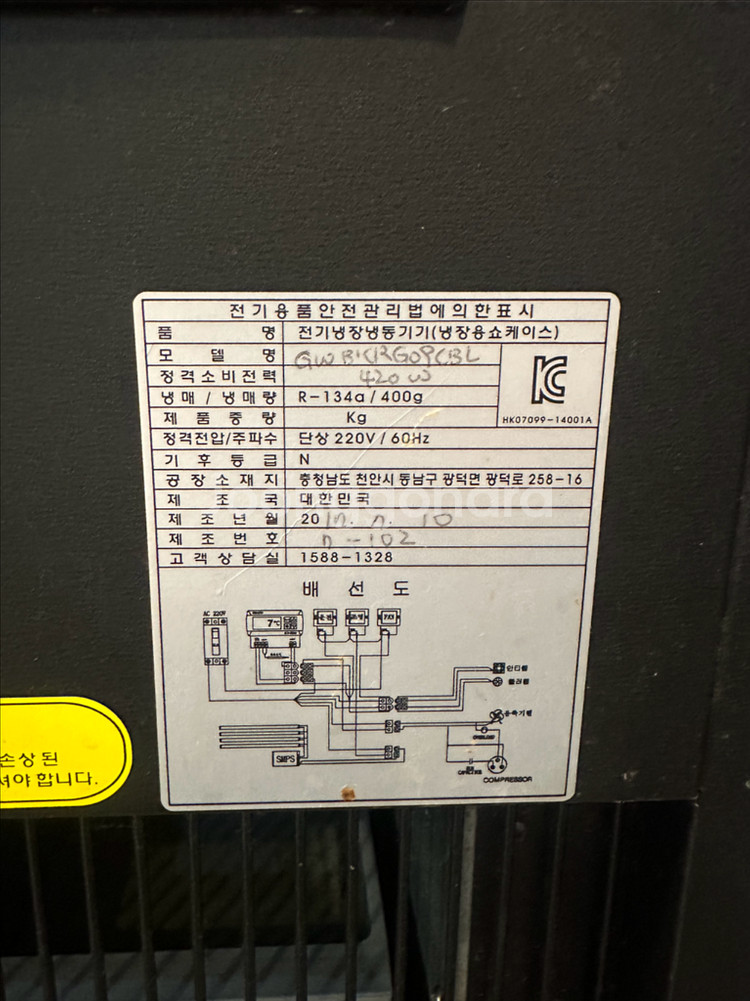 전기용품안전관리법에의한표시
품 명 전기냉장냉동기기(냉장용쇼케이스)
모 델 명
정격소비전력 420W
냉매 / 냉매량 R-134a / 400g
제 품 중 량 Kg
HK07099-14001A
정격전압/주파수 단상 220V / 60Hz
기 후 등 급 N
공 장 소 재 지 충청남도 천안시 동남구 광덕면 광덕로 258-16
제 조 국 대한민국
제 조 년 월 20
제 조 번 호
고객상담실 1588-1328
배 선 도
AC 220V
7℃
SMPS
COMPRESSOR
손상 된
셔야 합니다.